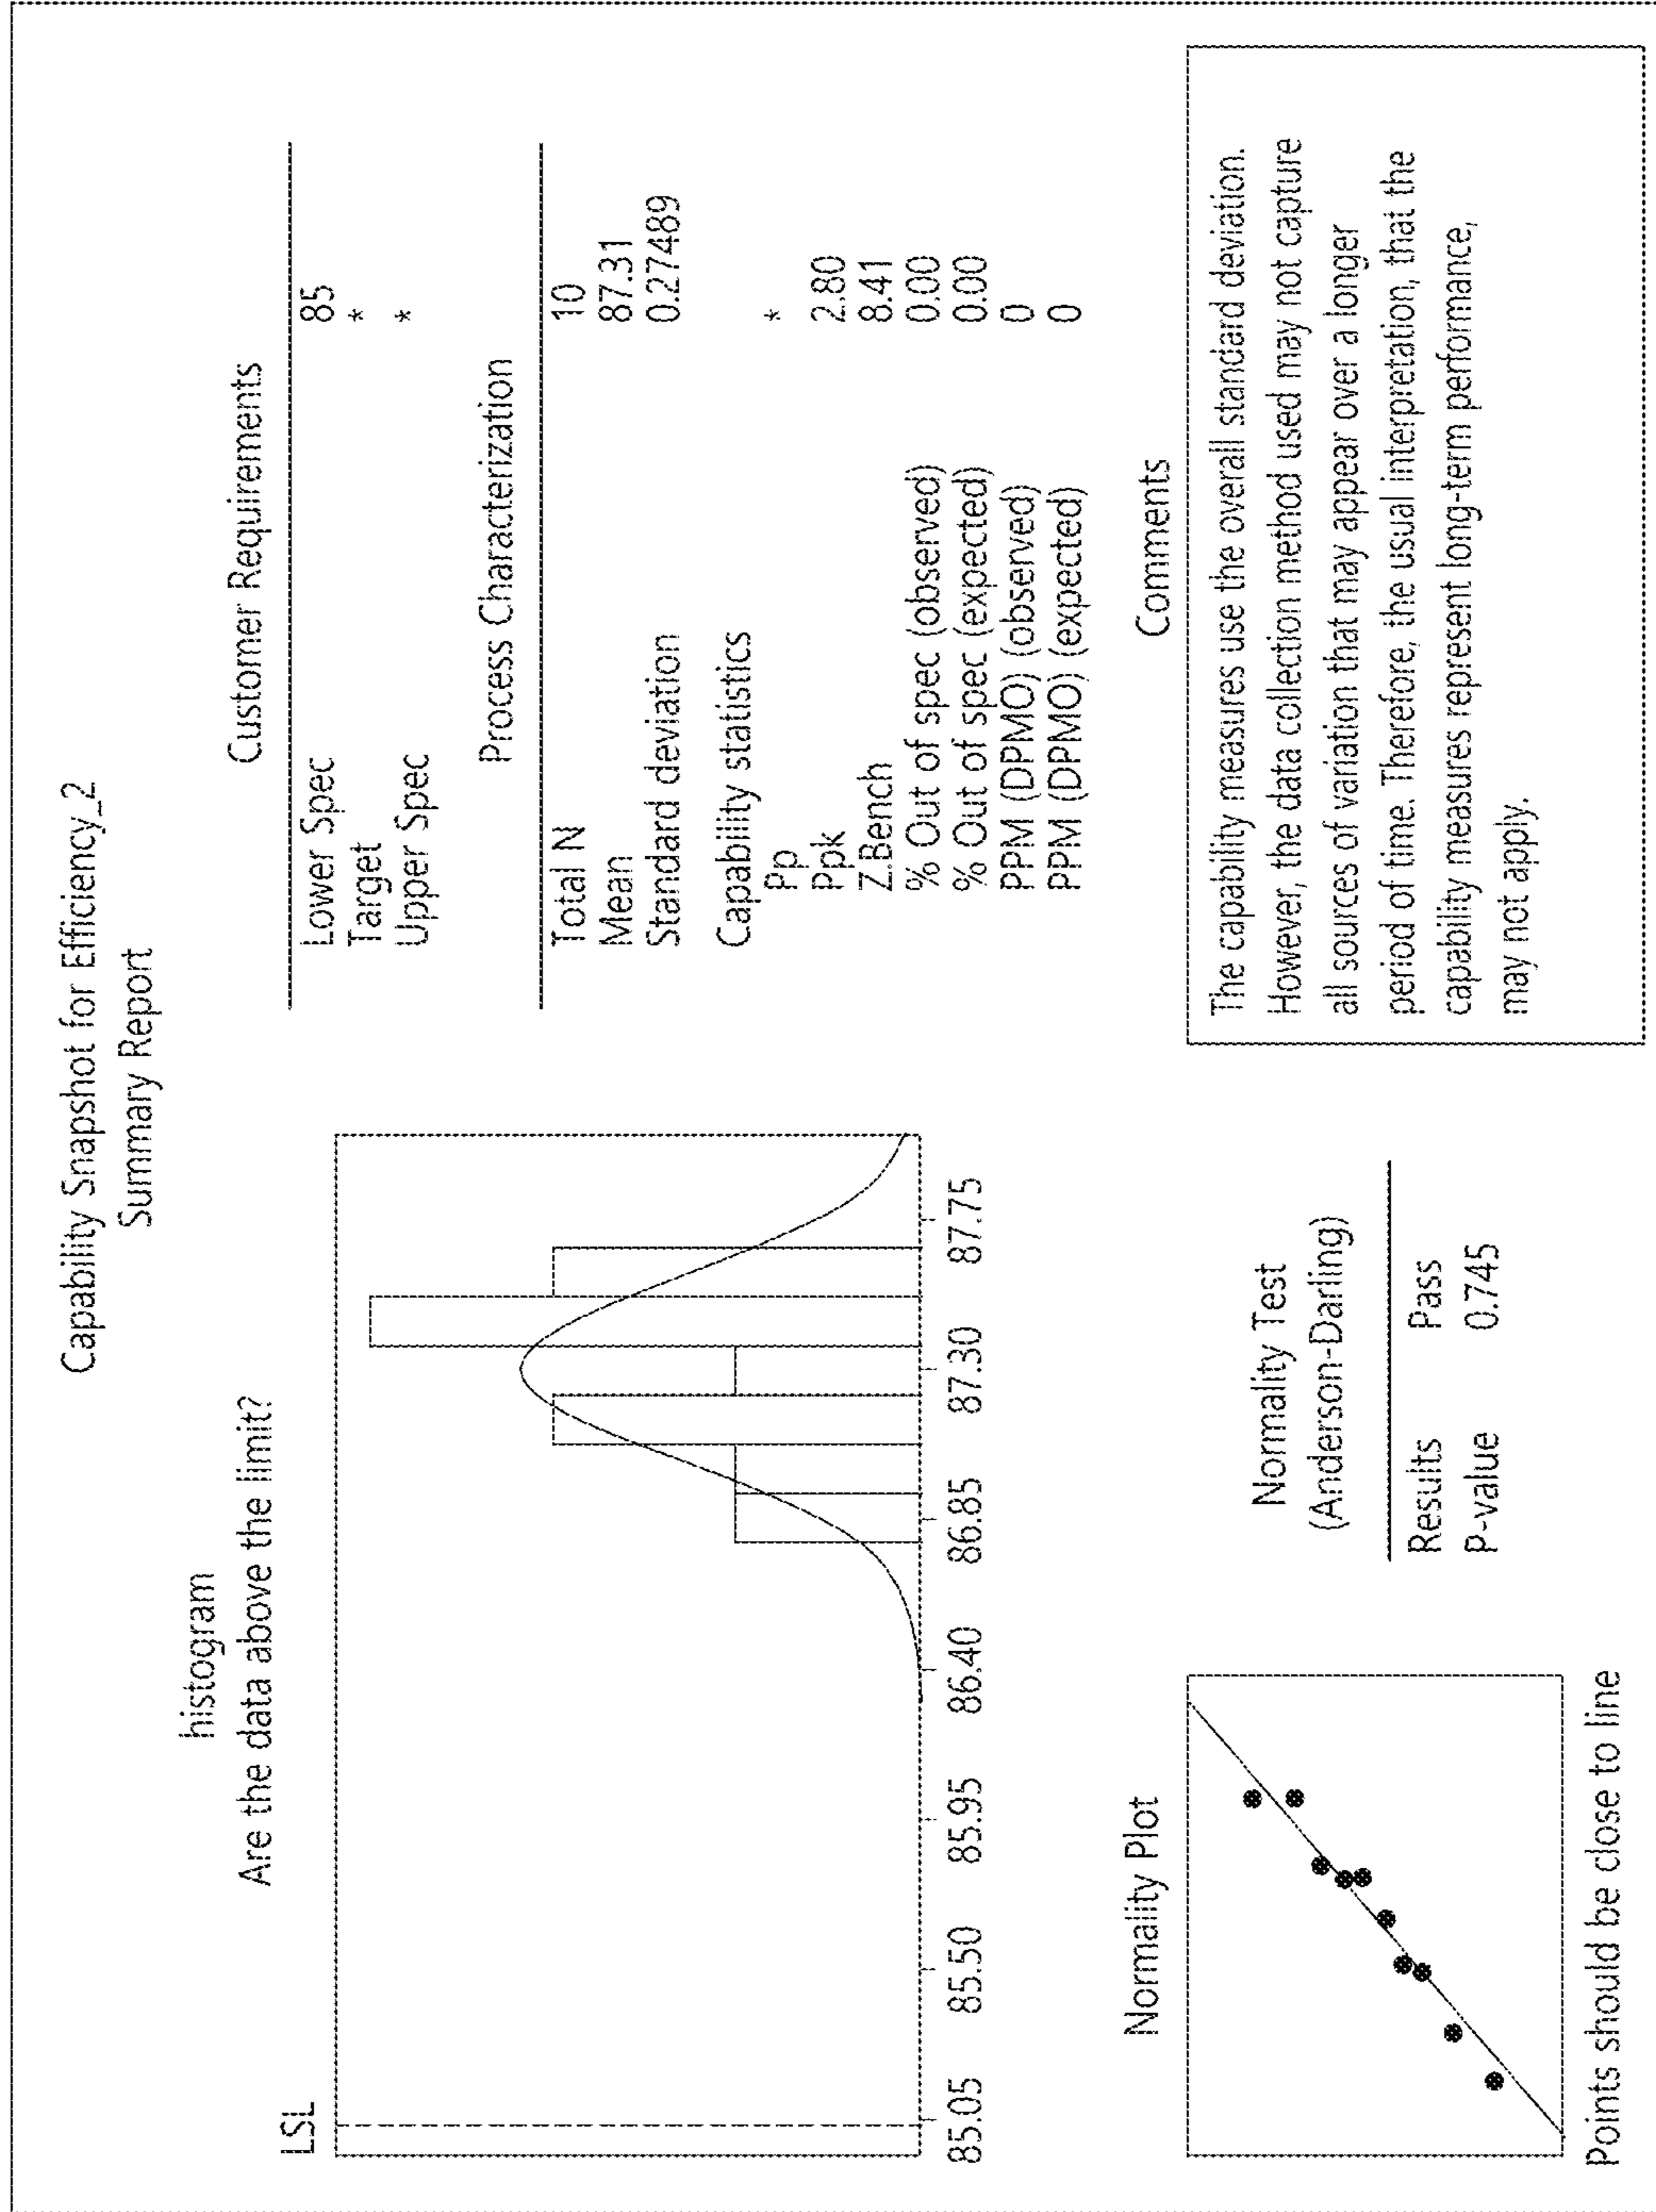 Capability Snapshot for Efficiency_2
Summary Report
histogram
Are the data above the limit?
LSL
85.05 85.50 85.95 86.40 86.85 87.30 87.75
Customer Requirements
Lower Spec 85
Target *
Upper Spec *
Process Characterization
Total N 10
Mean 87.31
Standard deviation 0.27489
Capability statistics
Pp *
Ppk 2.80
Z.Bench 8.41
% Out of spec (observed) 0.00
% Out of spec (expected) 0.00
PPM (DPMO) (observed) 0
PPM (DPMO) (expected) 0
Normality Plot
Points should be close to line
Normality Test
(Anderson-Darling)
Results Pass
P-value 0.745
Comments
The capability measures use the overall standard deviation.
However, the data collection method used may not capture
all sources of variation that may appear over a longer
period of time. Therefore, the usual interpretation, that the
capability measures represent long-term performance,
may not apply.